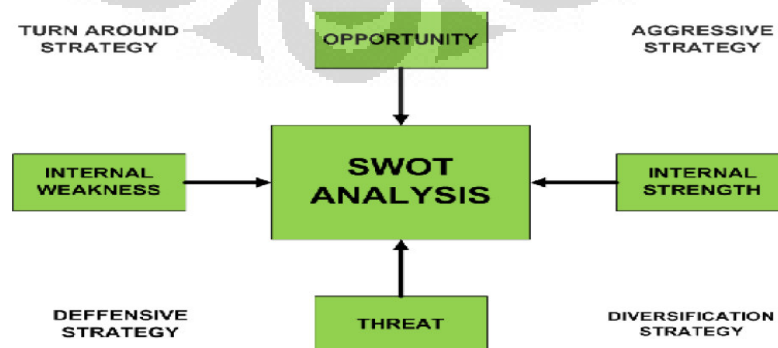 TURN AROUND
STRATEGY
OPPORTUNITY
AGGRESSIVE
STRATEGY
INTERNAL
WEAKNESS
SWOT
ANALYSIS
INTERNAL
STRENGTH
DEFFENSIVE
STRATEGY
THREAT
DIVERSIFICATION
STRATEGY